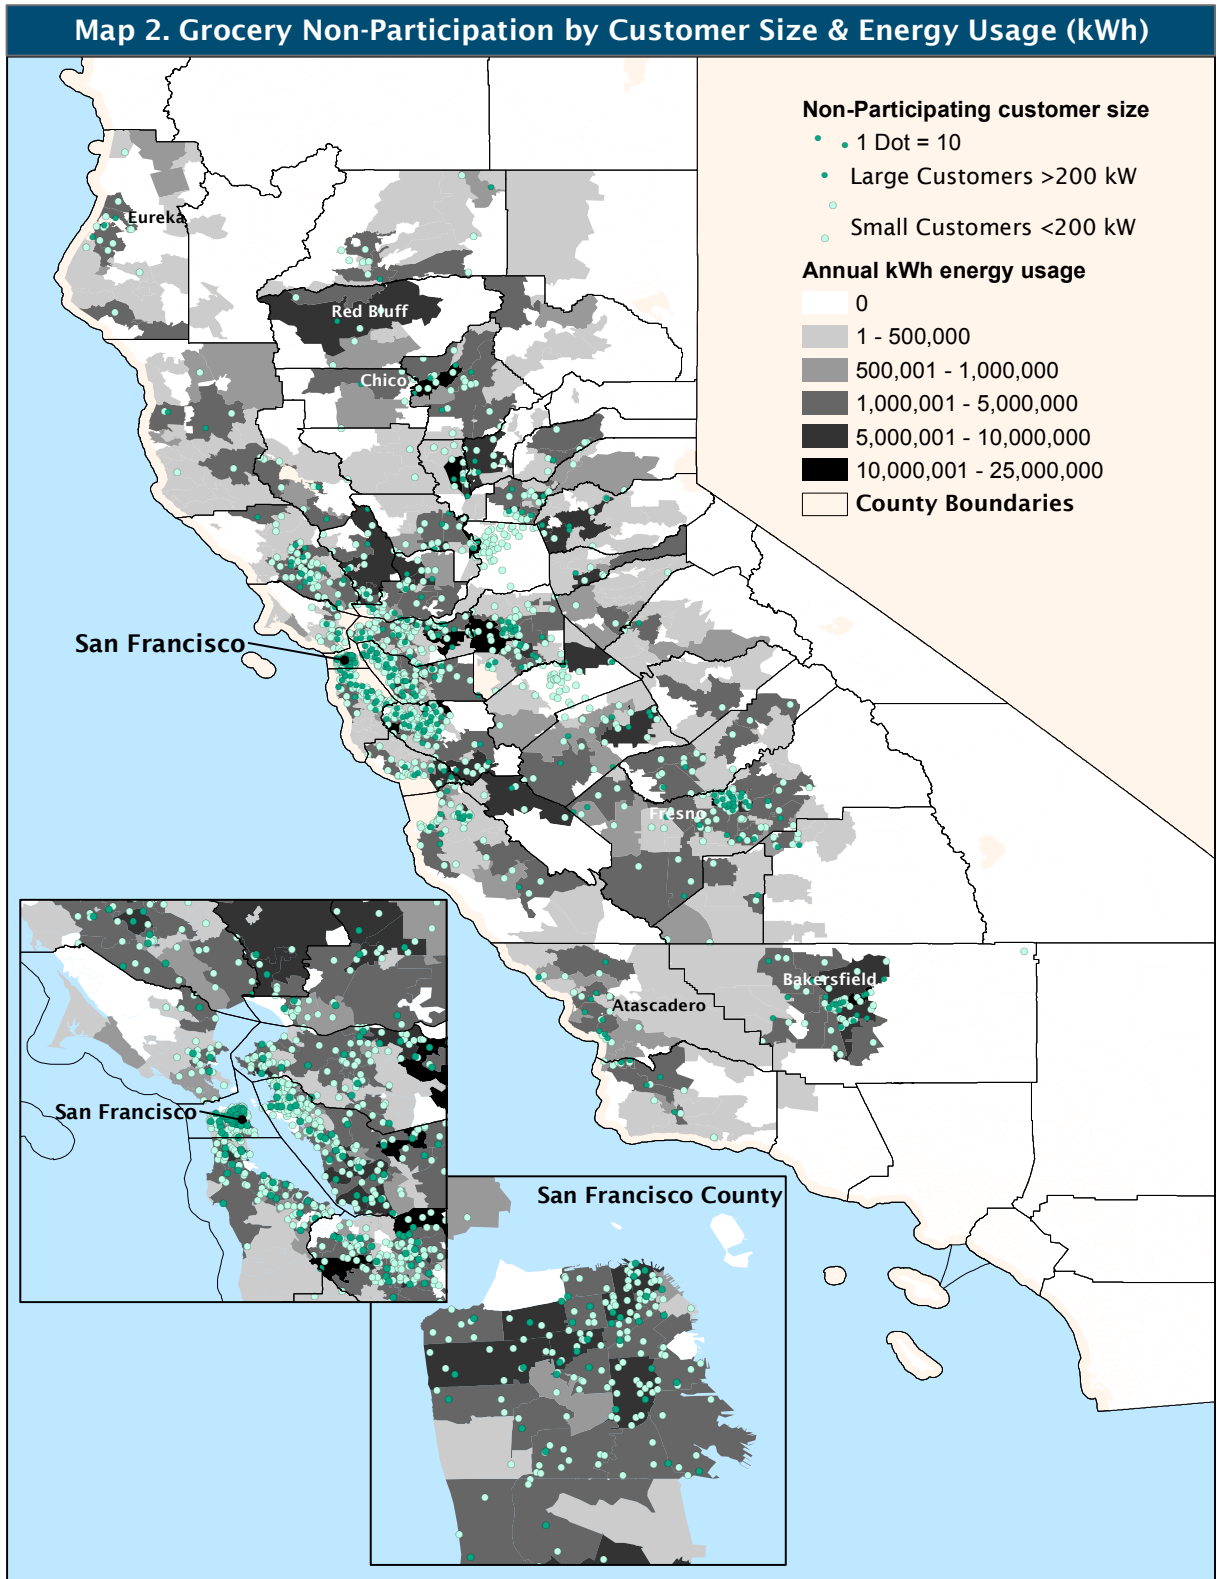 Map 2. Grocery Non-Participation by Customer Size & Energy Usage (kWh)
Non-Participating customer size
1 Dot = 10
Large Customers >200 kW
Small Customers <200 kW
Annual kWh energy usage
0
1 - 500,000
500,001 - 1,000,000
1,000,001 - 5,000,000
5,000,001 - 10,000,000
10,000,001 - 25,000,000
County Boundaries
Eureka
Red Bluff
Chico
San Francisco
Fresno
Bakersfield
Atascadero
San Francisco
San Francisco County